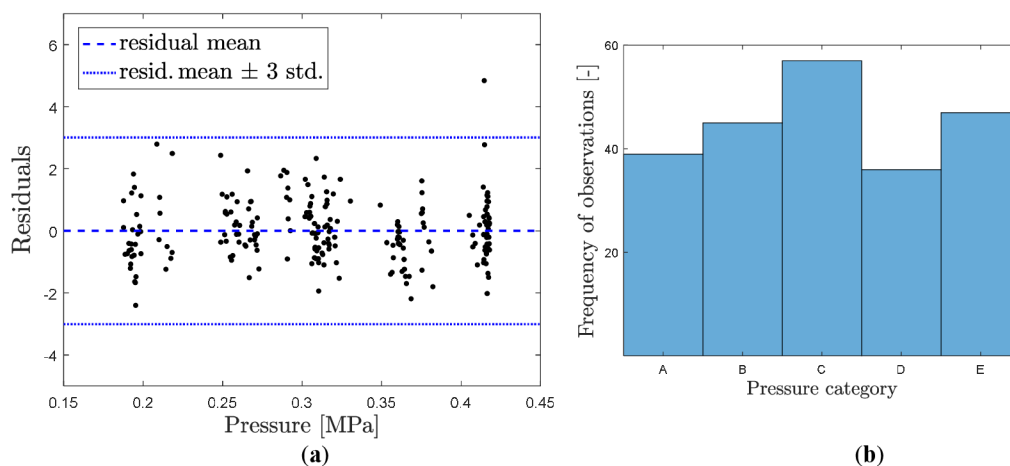 residual mean
resid. mean ± 3 std.
6
4
2
0
-2
-4
0.15
0.2
0.25
0.3
0.35
0.4
0.45
Residuals
Pressure [MPa]
(a)
60
40
20
A
B
C
D
E
Frequency of observations [-]
Pressure category
(b)